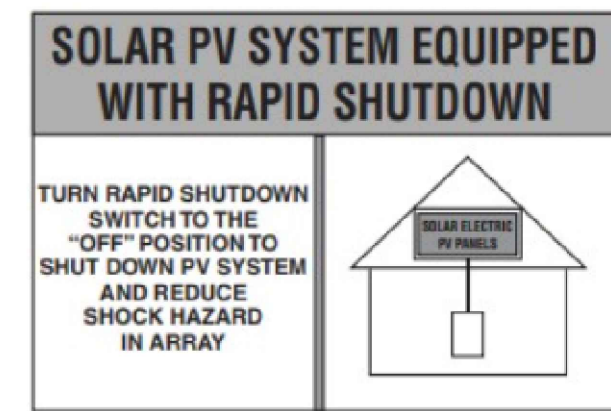 SOLAR PV SYSTEM EQUIPPED
WITH RAPID SHUTDOWN
TURN RAPID SHUTDOWN
SWITCH TO THE
“OFF” POSITION TO
SHUT DOWN PV SYSTEM
AND REDUCE
SHOCK HAZARD
IN ARRAY
SOLAR ELECTRIC
PV PANELS